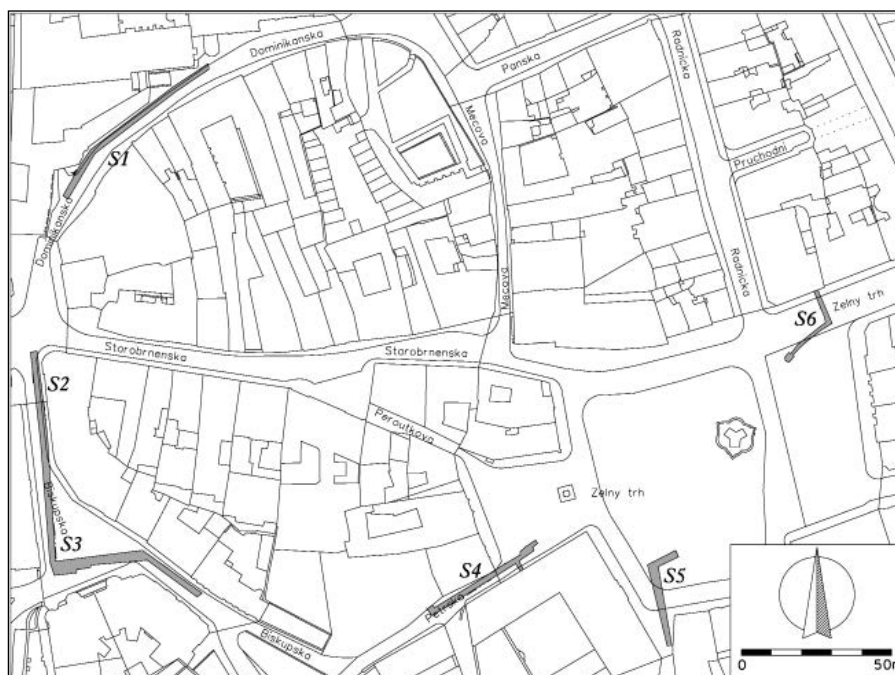 Dominikanska
Panska
Radnicka
Mecova
S1
Pruchodni
Dominikanska
Mecova
Radnicka
Zelny trh
S6
Starobrnenska
Starobrnenska
S2
Peroutkova
Biskupska
Zelny trh
S3
S4
S5
Petrska
Biskupska
0 50m